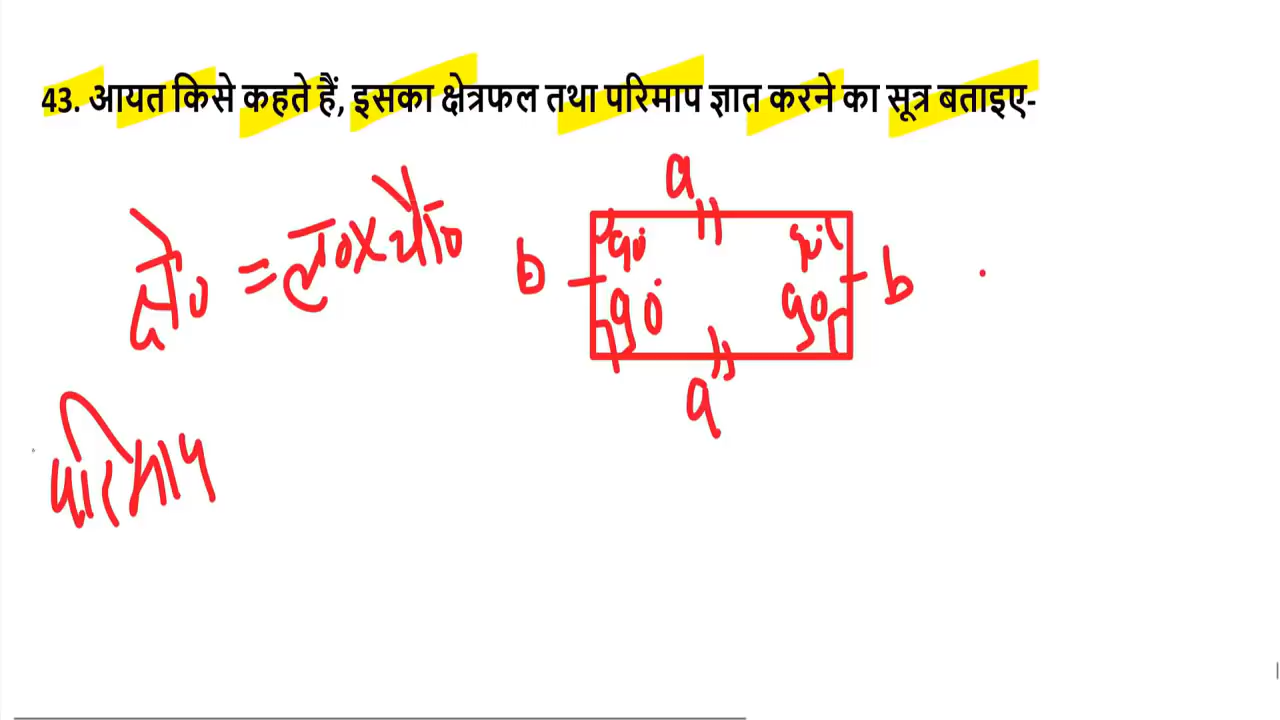 43. आयत किसे कहते हैं, इसका क्षेत्रफल तथा परिमाप ज्ञात करने का सूत्र बताइए-
क्षे० = ल०×चौ०
a
90° 90°
b b
90° 90
a
परिमाप